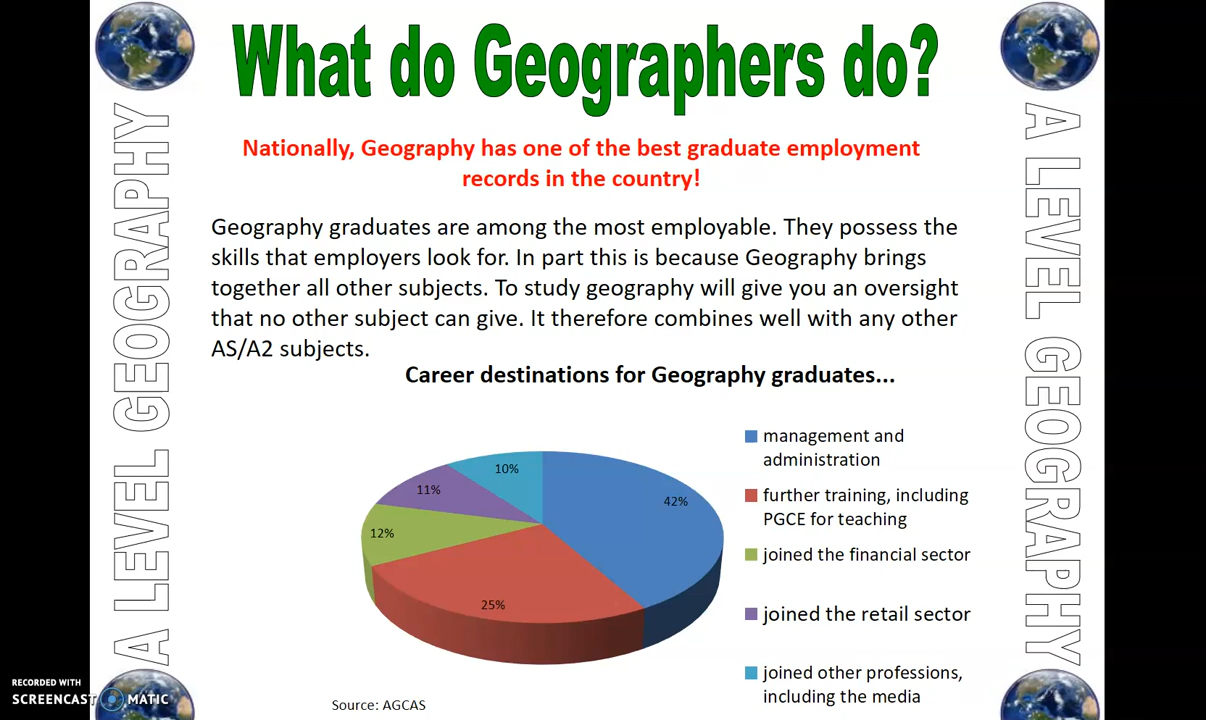 What do Geographers do?
Nationally, Geography has one of the best graduate employment
records in the country!
Geography graduates are among the most employable. They possess the
skills that employers look for. In part this is because Geography brings
together all other subjects. To study geography will give you an oversight
that no other subject can give. It therefore combines well with any other
AS/A2 subjects.
Career destinations for Geography graduates...
10%
11%
42%
12%
25%
management and
administration
further training, including
PGCE for teaching
joined the financial sector
joined the retail sector
joined other professions,
including the media
Source: AGCAS
A LEVEL GEOGRAPHY
A LEVEL GEOGRAPHY
RECORDED WITH
SCREENCAST MATIC